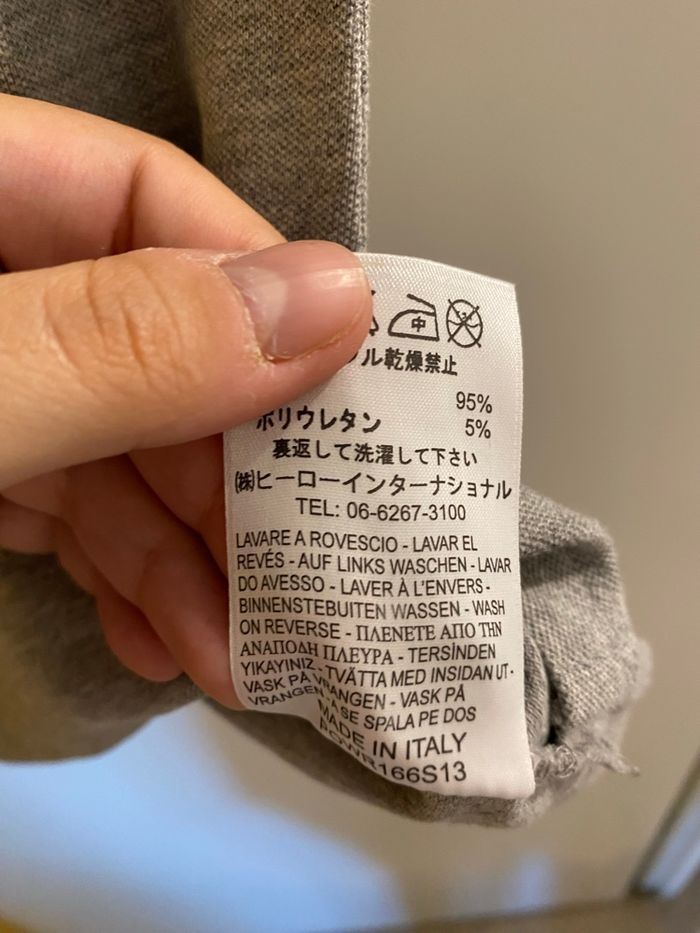 中
ル乾燥禁止
95%
ポリウレタン 5%
裏返して洗濯して下さい
(株)ヒーローインターナショナル
TEL: 06-6267-3100
LAVARE A ROVESCIO - LAVAR EL
REVÉS - AUF LINKS WASCHEN - LAVAR
DO AVESSO - LAVER À L'ENVERS -
BINNENSTEBUITEN WASSEN - WASH
ON REVERSE - ΠΛΕΝΕΤΕ ΑΠΟ ΤΗΝ
ΑΝΑΠΟΔΗ ΠΛΕΥΡΑ - TERSİNDEN
YIKAYINIZ - TVÄTTA MED INSIDAN UT -
VASK PÅ VRANGEN - VASK PÅ
VRANGEN SE SPALA PE DOS
MADE IN ITALY
166S13